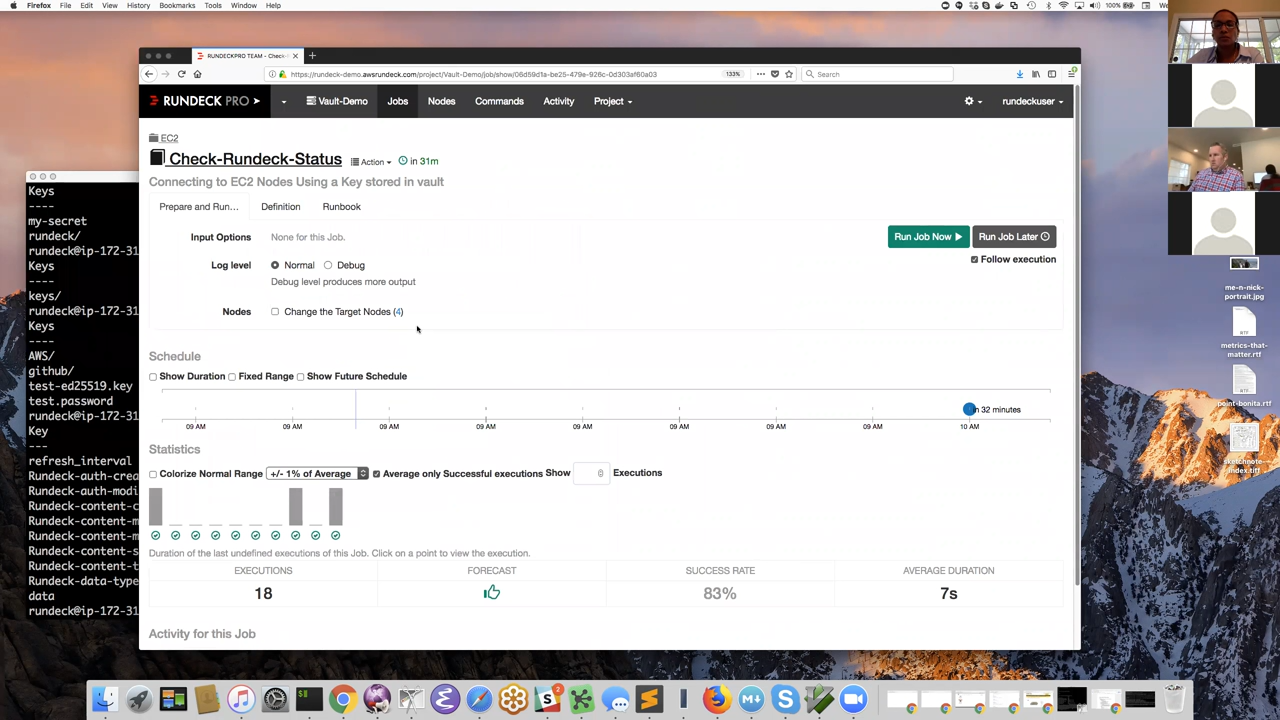 Firefox File Edit View History Bookmarks Tools Window Help
100%
RUNDECKPRO TEAM - Check-
https://rundeck-demo.awsrundeck.com/project/Vault-Demo/job/show/06d59d1a-be25-479e-926c-0d303af60a03
133%
Search
RUNDECK PRO
Vault-Demo
Jobs
Nodes
Commands
Activity
Project
rundeckuser
EC2
Check-Rundeck-Status
Action
in 31m
Connecting to EC2 Nodes Using a Key stored in vault
Prepare and Run...
Definition
Runbook
Input Options
None for this Job.
Run Job Now
Run Job Later
Follow execution
Log level
Normal
Debug
Debug level produces more output
Nodes
Change the Target Nodes (4)
Schedule
Show Duration
Fixed Range
Show Future Schedule
in 32 minutes
09 AM 09 AM 09 AM 09 AM 09 AM 09 AM 09 AM 09 AM 10 AM
Statistics
Colorize Normal Range
+/- 1% of Average
Average only Successful executions Show
Executions
Duration of the last undefined executions of this Job. Click on a point to view the execution.
EXECUTIONS
FORECAST
SUCCESS RATE
AVERAGE DURATION
18
83%
7s
Activity for this Job
Keys
----
my-secret
rundeck/
rundeck@ip-172-31
Keys
----
keys/
rundeck@ip-172-31
Keys
----
AWS/
github/
test-ed25519.key
test.password
rundeck@ip-172-31
Key
---
refresh_interval
Rundeck-auth-crea
Rundeck-auth-modi
Rundeck-content-c
Rundeck-content-m
Rundeck-content-s
Rundeck-content-t
Rundeck-data-type
data
rundeck@ip-172-31
me-n-nick-
portrait.jpg
metrics-that-
matter.rtf
point-bonita.rtf
sketchnote-
index.tiff